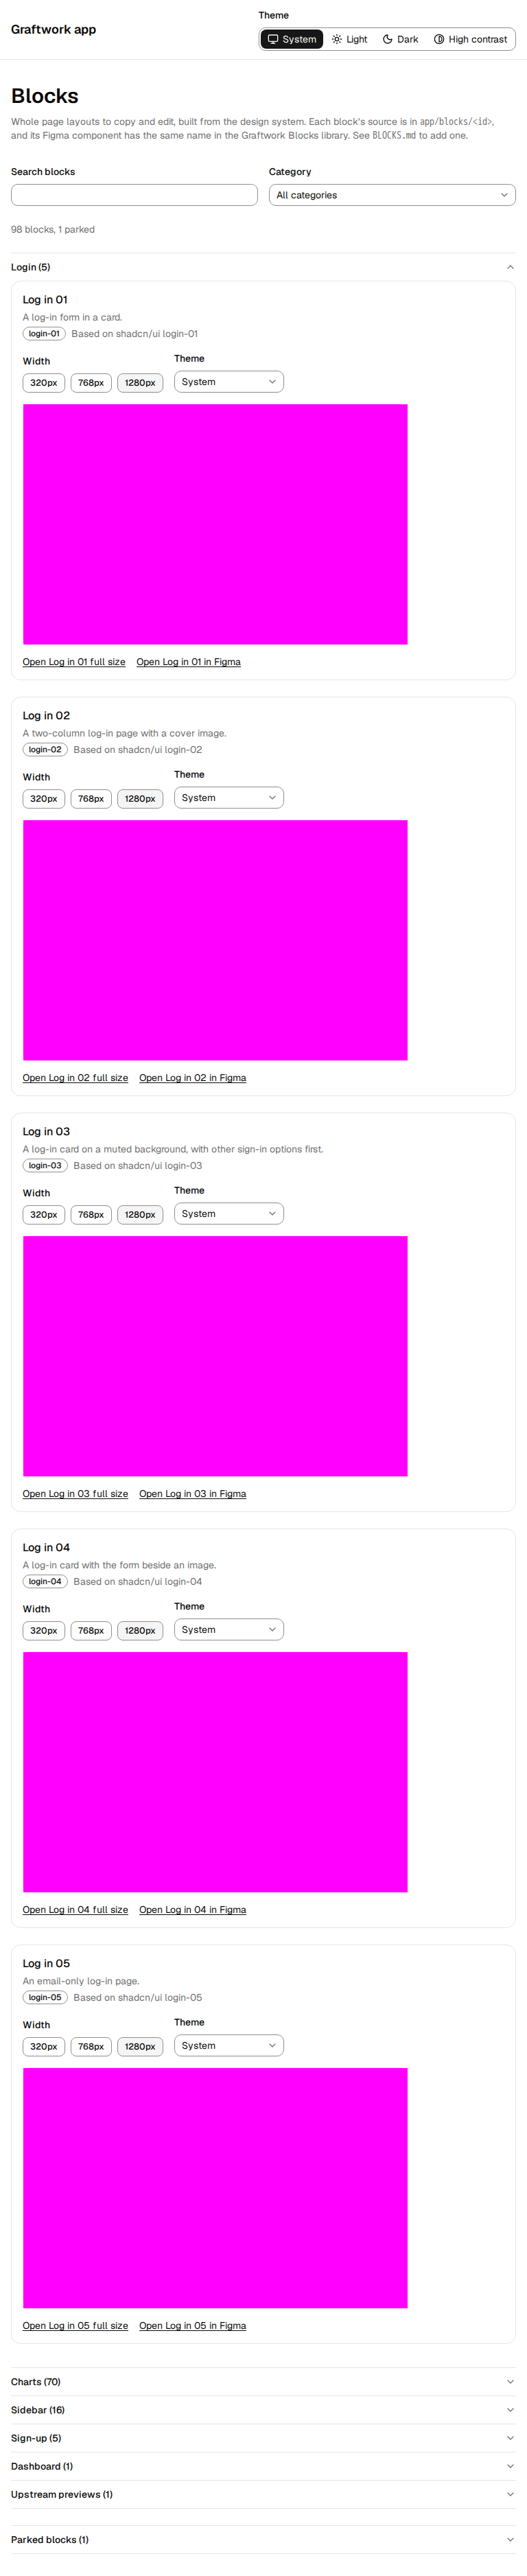 Graftwork app
Theme
System
Light
Dark
High contrast
Blocks
Whole page layouts to copy and edit, built from the design system. Each block's source is in app/blocks/<id>,
and its Figma component has the same name in the Graftwork Blocks library. See BLOCKS.md to add one.
Search blocks
Category
All categories
98 blocks, 1 parked
Login (5)
Log in 01
A log-in form in a card.
login-01 Based on shadcn/ui login-01
Width
Theme
320px 768px 1280px System
Open Log in 01 full size Open Log in 01 in Figma
Log in 02
A two-column log-in page with a cover image.
login-02 Based on shadcn/ui login-02
Width
Theme
320px 768px 1280px System
Open Log in 02 full size Open Log in 02 in Figma
Log in 03
A log-in card on a muted background, with other sign-in options first.
login-03 Based on shadcn/ui login-03
Width
Theme
320px 768px 1280px System
Open Log in 03 full size Open Log in 03 in Figma
Log in 04
A log-in card with the form beside an image.
login-04 Based on shadcn/ui login-04
Width
Theme
320px 768px 1280px System
Open Log in 04 full size Open Log in 04 in Figma
Log in 05
An email-only log-in page.
login-05 Based on shadcn/ui login-05
Width
Theme
320px 768px 1280px System
Open Log in 05 full size Open Log in 05 in Figma
Charts (70)
Sidebar (16)
Sign-up (5)
Dashboard (1)
Upstream previews (1)
Parked blocks (1)